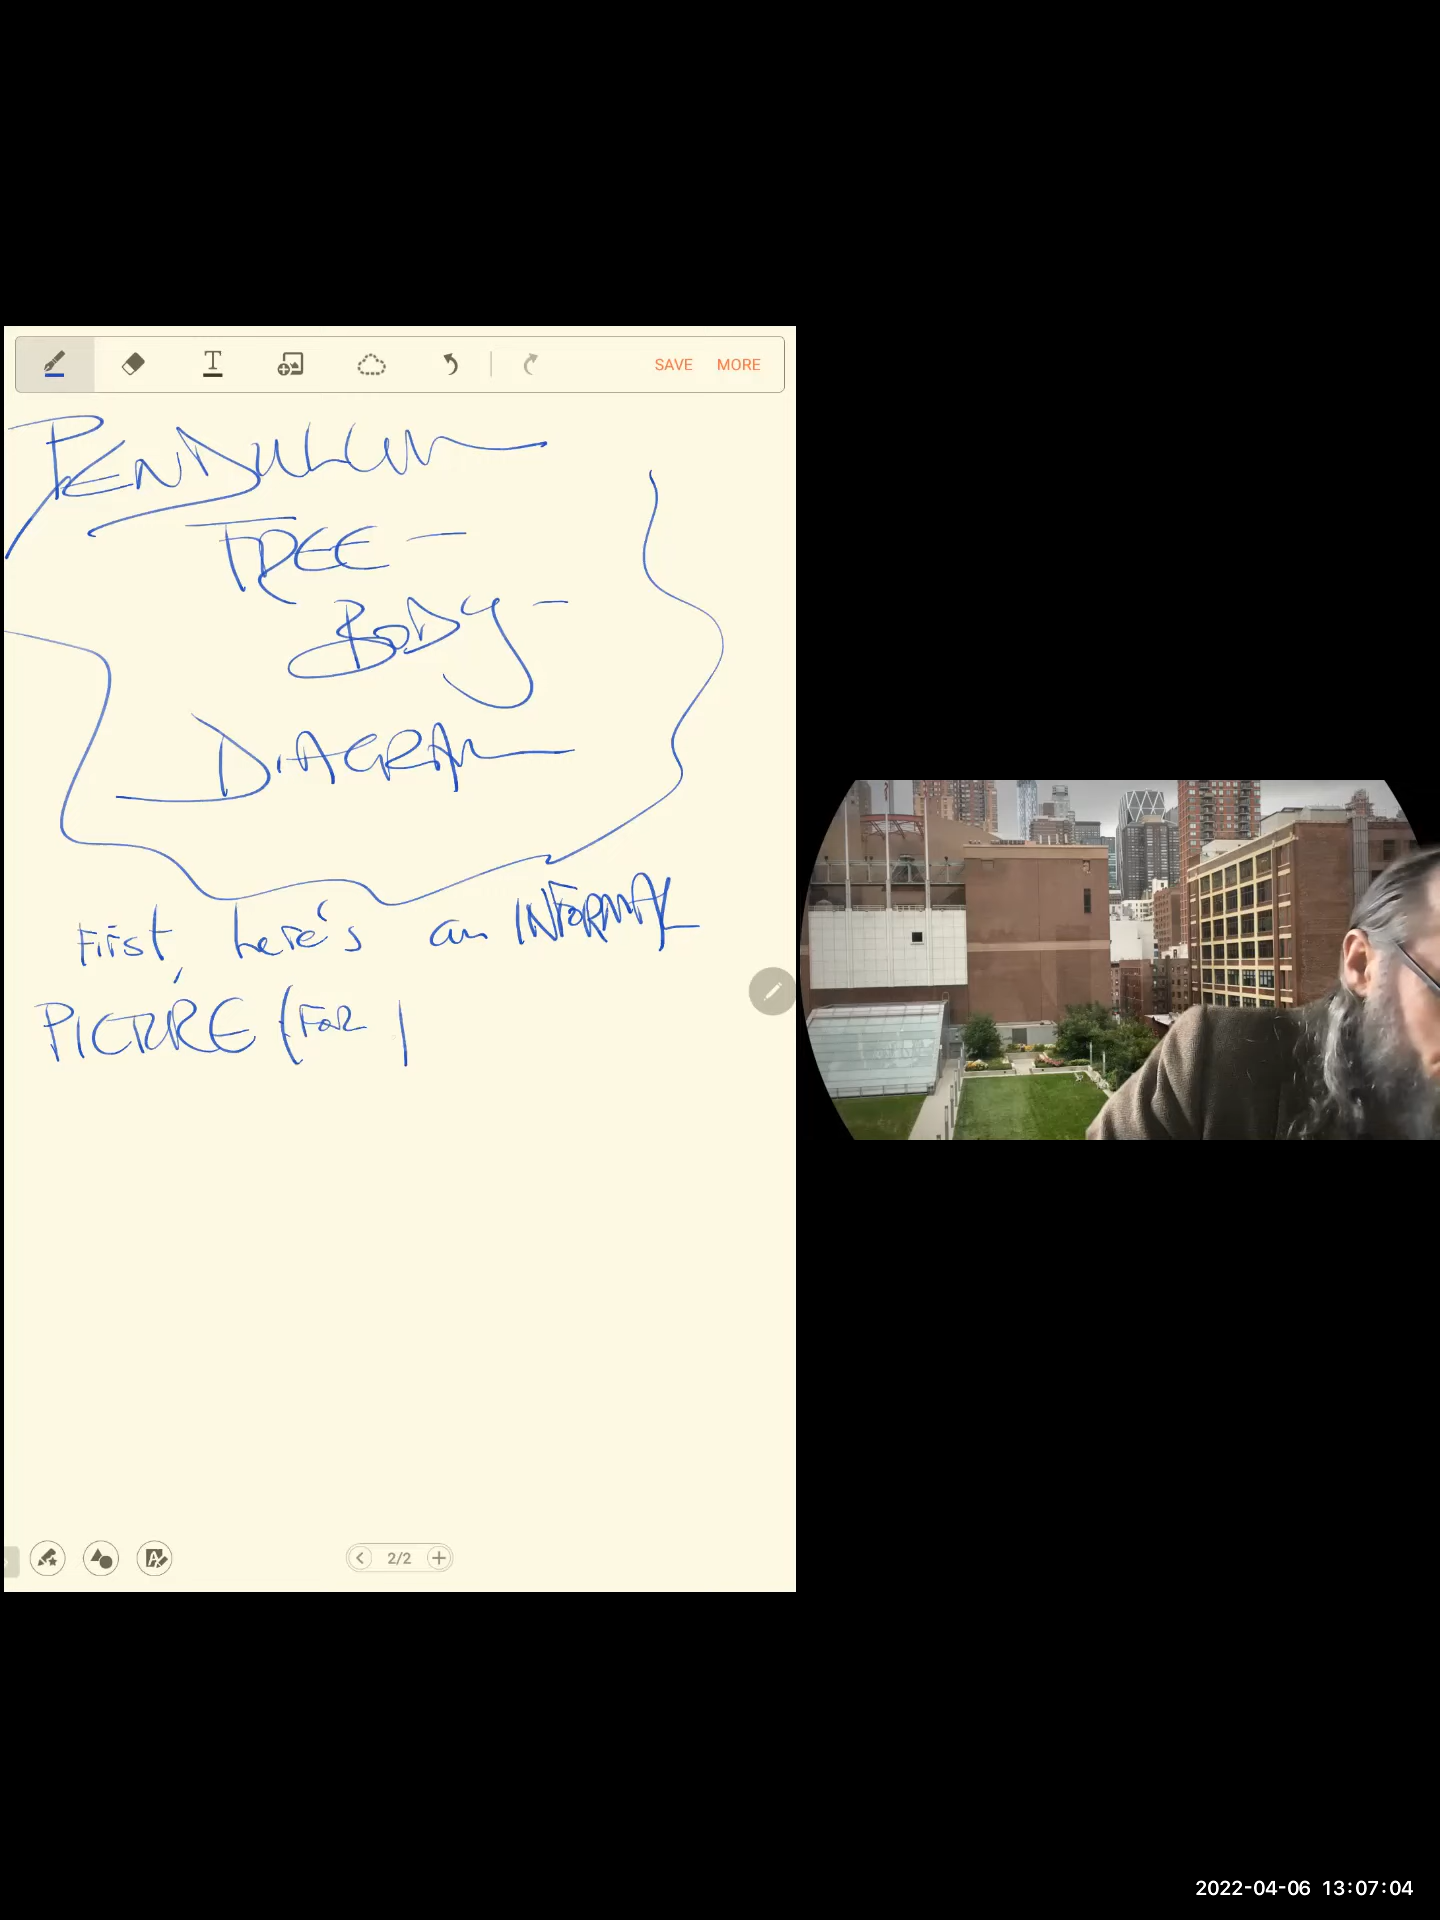 SAVE MORE
PENDULUM
FREE-
BODY-
DIAGRAM
First, here's an INFORMAL
PICTURE (FOR
2/2
2022-04-06 13:07:04